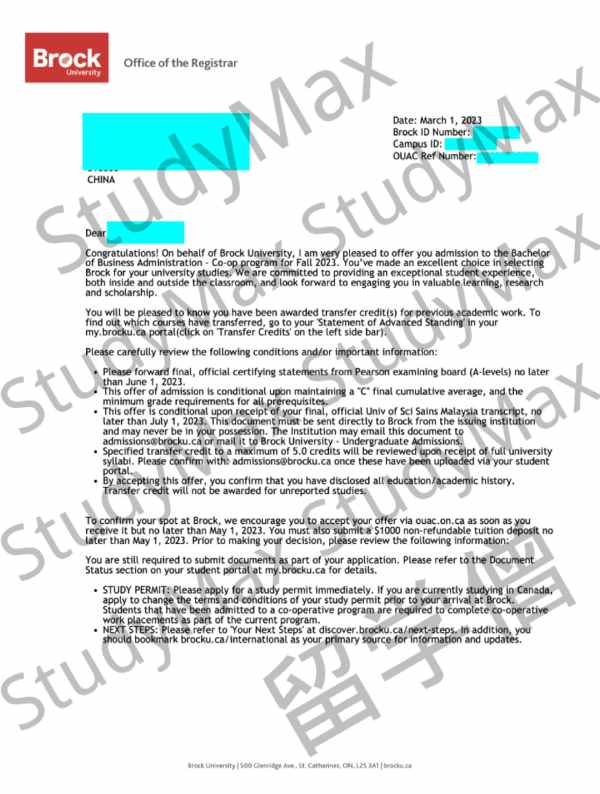 Brock
University
Office of the Registrar
Date: March 1, 2023
Brock ID Number:
Campus ID:
OUAC Ref Number:
CHINA
Dear
Congratulations! On behalf of Brock University, I am very pleased to offer you admission to the Bachelor
of Business Administration - Co-op program for Fall 2023. You've made an excellent choice in selecting
Brock for your university studies. We are committed to providing an exceptional student experience,
both inside and outside the classroom, and look forward to engaging you in valuable learning, research
and scholarship.
You will be pleased to know you have been awarded transfer credit(s) for previous academic work. To
find out which courses have transferred, go to your 'Statement of Advanced Standing' in your
my.brocku.ca portal(click on 'Transfer Credits' on the left side bar).
Please carefully review the following conditions and/or important information:
• Please forward final, official certifying statements from Pearson examining board (A-levels) no later
than June 1, 2023.
• This offer of admission is conditional upon maintaining a "C" final cumulative average, and the
minimum grade requirements for all prerequisites.
• This offer is conditional upon receipt of your final, official Univ of Sci Sains Malaysia transcript, no
later than July 1, 2023. This document must be sent directly to Brock from the issuing institution
and may never be in your possession. The Institution may email this document to
admissions@brocku.ca or mail it to Brock University - Undergraduate Admissions.
• Specified transfer credit to a maximum of 5.0 credits will be reviewed upon receipt of full university
syllabi. Please confirm with: admissions@brocku.ca once these have been uploaded via your student
portal.
• By accepting this offer, you confirm that you have disclosed all education/academic history.
Transfer credit will not be awarded for unreported studies.
To confirm your spot at Brock, we encourage you to accept your offer via ouac.on.ca as soon as you
receive it but no later than May 1, 2023. You must also submit a $1000 non-refundable tuition deposit no
later than May 1, 2023. Prior to making your decision, please review the following information:
You are still required to submit documents as part of your application. Please refer to the Document
Status section on your student portal at my.brocku.ca for details.
• STUDY PERMIT: Please apply for a study permit immediately. If you are currently studying in Canada,
apply to change the terms and conditions of your study permit prior to your arrival at Brock.
Students that have been admitted to a co-operative program are required to complete co-operative
work placements as part of the current program.
• NEXT STEPS: Please refer to 'Your Next Steps' at discover.brocku.ca/next-steps. In addition, you
should bookmark brocku.ca/international as your primary source for information and updates.
Brock University | 500 Glenridge Ave., St. Catharines, ON, L2S 3A1 | brocku.ca
StudyMax
StudyMax
StudyMax
StudyMax
StudyMax
StudyMax
StudyMax